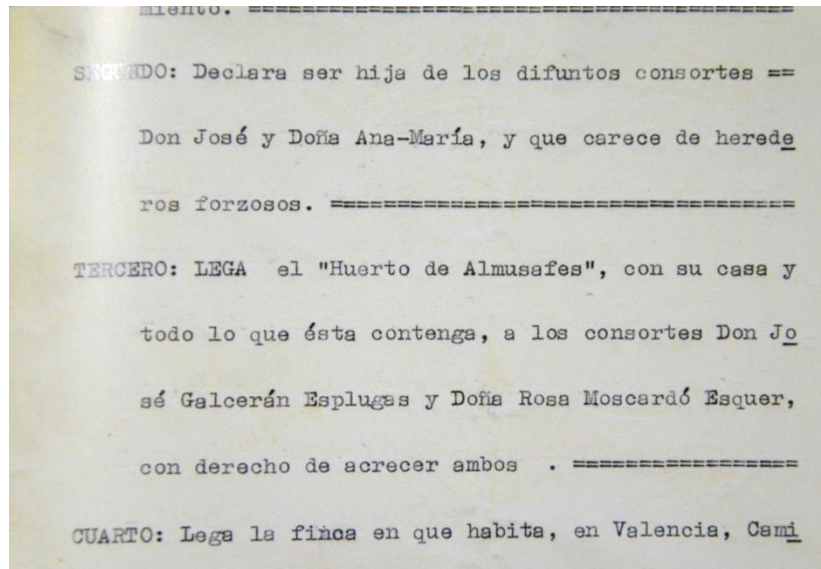 miento. ==========================================
SEGUNDO: Declara ser hija de los difuntos consortes ==
Don José y Doña Ana-María, y que carece de herede
ros forzosos. ===================================
TERCERO: LEGA el "Huerto de Almusafes", con su casa y
todo lo que ésta contenga, a los consortes Don Jo
sé Galcerán Esplugas y Doña Rosa Moscardó Esquer,
con derecho de acrecer ambos . =================
CUARTO: Lega la finca en que habita, en Valencia, Cami